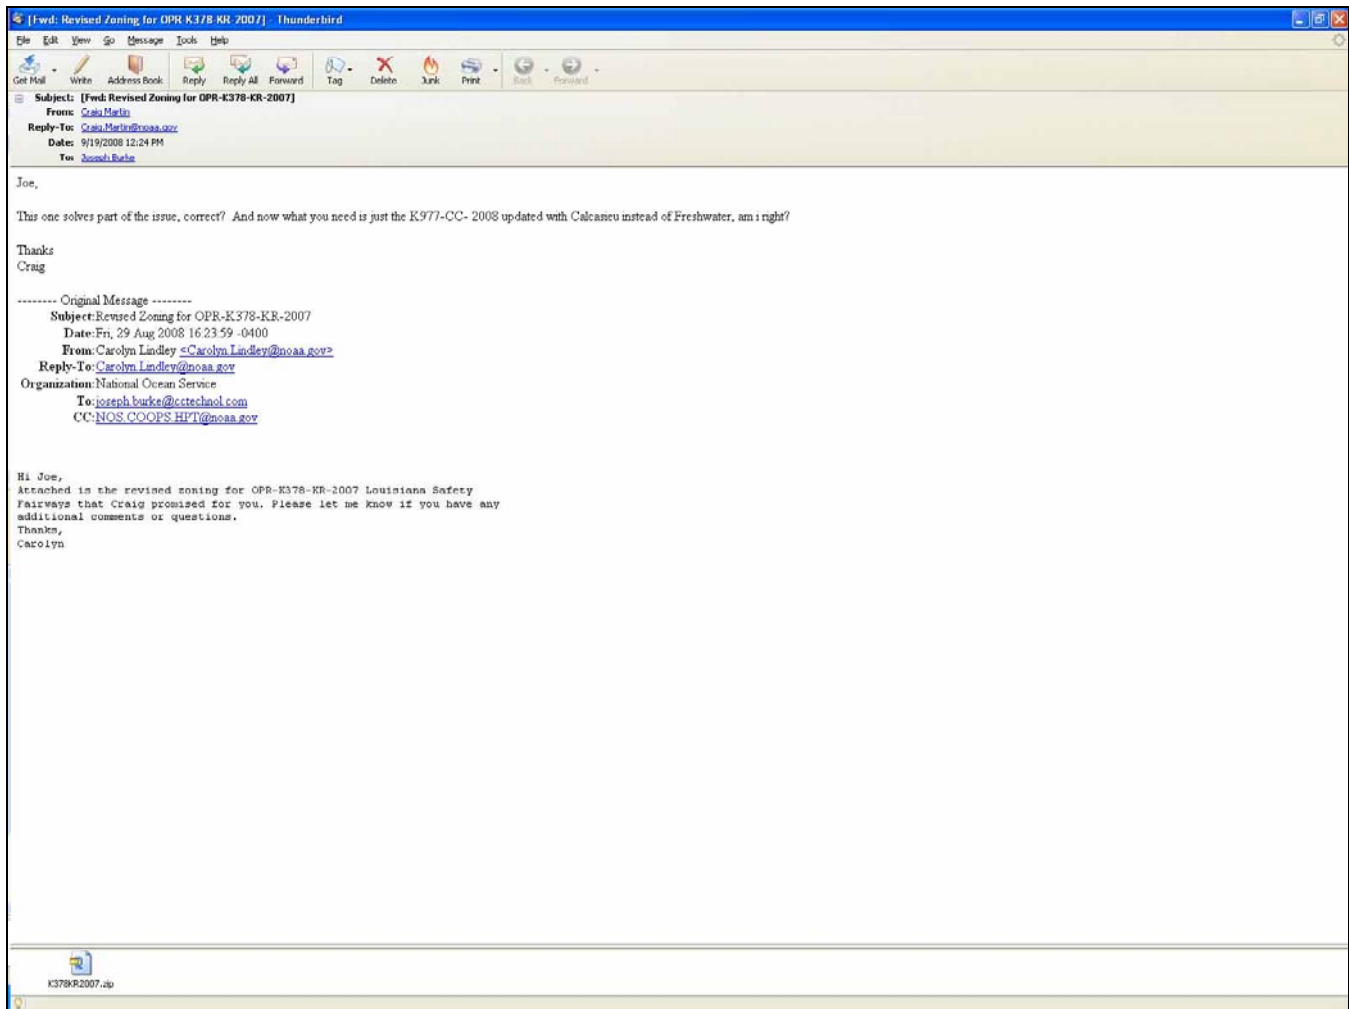 [Fwd: Revised Zoning for OPR-K378-KR-2007] - Thunderbird
File Edit View Go Message Tools Help
Get Mail Write Address Book Reply Reply All Forward Tag Delete Junk Print Back Forward
Subject: [Fwd: Revised Zoning for OPR-K378-KR-2007]
From: Craig Martin
Reply-To: Craig.Martin@noaa.gov
Date: 9/19/2008 12:24 PM
To: Joseph Burke
Joe,
This one solves part of the issue, correct? And now what you need is just the K977-CC- 2008 updated with Calcasieu instead of Freshwater, am i right?
Thanks
Craig
-------- Original Message --------
Subject: Revised Zoning for OPR-K378-KR-2007
Date: Fri, 29 Aug 2008 16:23:59 -0400
From: Carolyn Lindley <Carolyn.Lindley@noaa.gov>
Reply-To: Carolyn.Lindley@noaa.gov
Organization: National Ocean Service
To: joseph.burke@cctechnol.com
CC: NOS.COOPS.HPT@noaa.gov
Hi Joe,
Attached is the revised zoning for OPR-K378-KR-2007 Louisiana Safety
Fairways that Craig promised for you. Please let me know if you have any
additional comments or questions.
Thanks,
Carolyn
K378KR2007.zip